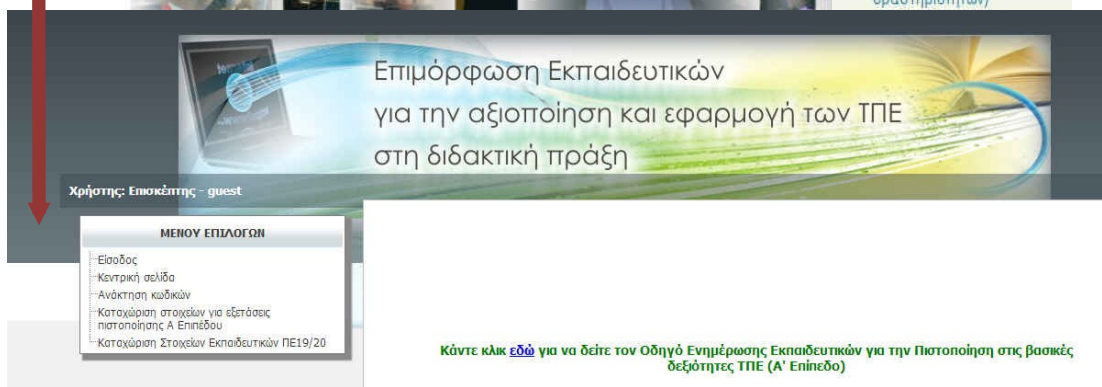 δραστηριοτήτων)
Επιμόρφωση Εκπαιδευτικών
για την αξιοποίηση και εφαρμογή των ΤΠΕ
στη διδακτική πράξη
Χρήστης: Επισκέπτης - guest
ΜΕΝΟΥ ΕΠΙΛΟΓΩΝ
Είσοδος
Κεντρική σελίδα
Ανάκτηση κωδικών
Καταχώριση στοιχείων για εξετάσεις
πιστοποίησης Α Επιπέδου
Καταχώριση Στοιχείων Εκπαιδευτικών ΠΕ19/20
Κάντε κλικ εδώ για να δείτε τον Οδηγό Ενημέρωσης Εκπαιδευτικών για την Πιστοποίηση στις βασικές
δεξιότητες ΤΠΕ (Α' Επίπεδο)